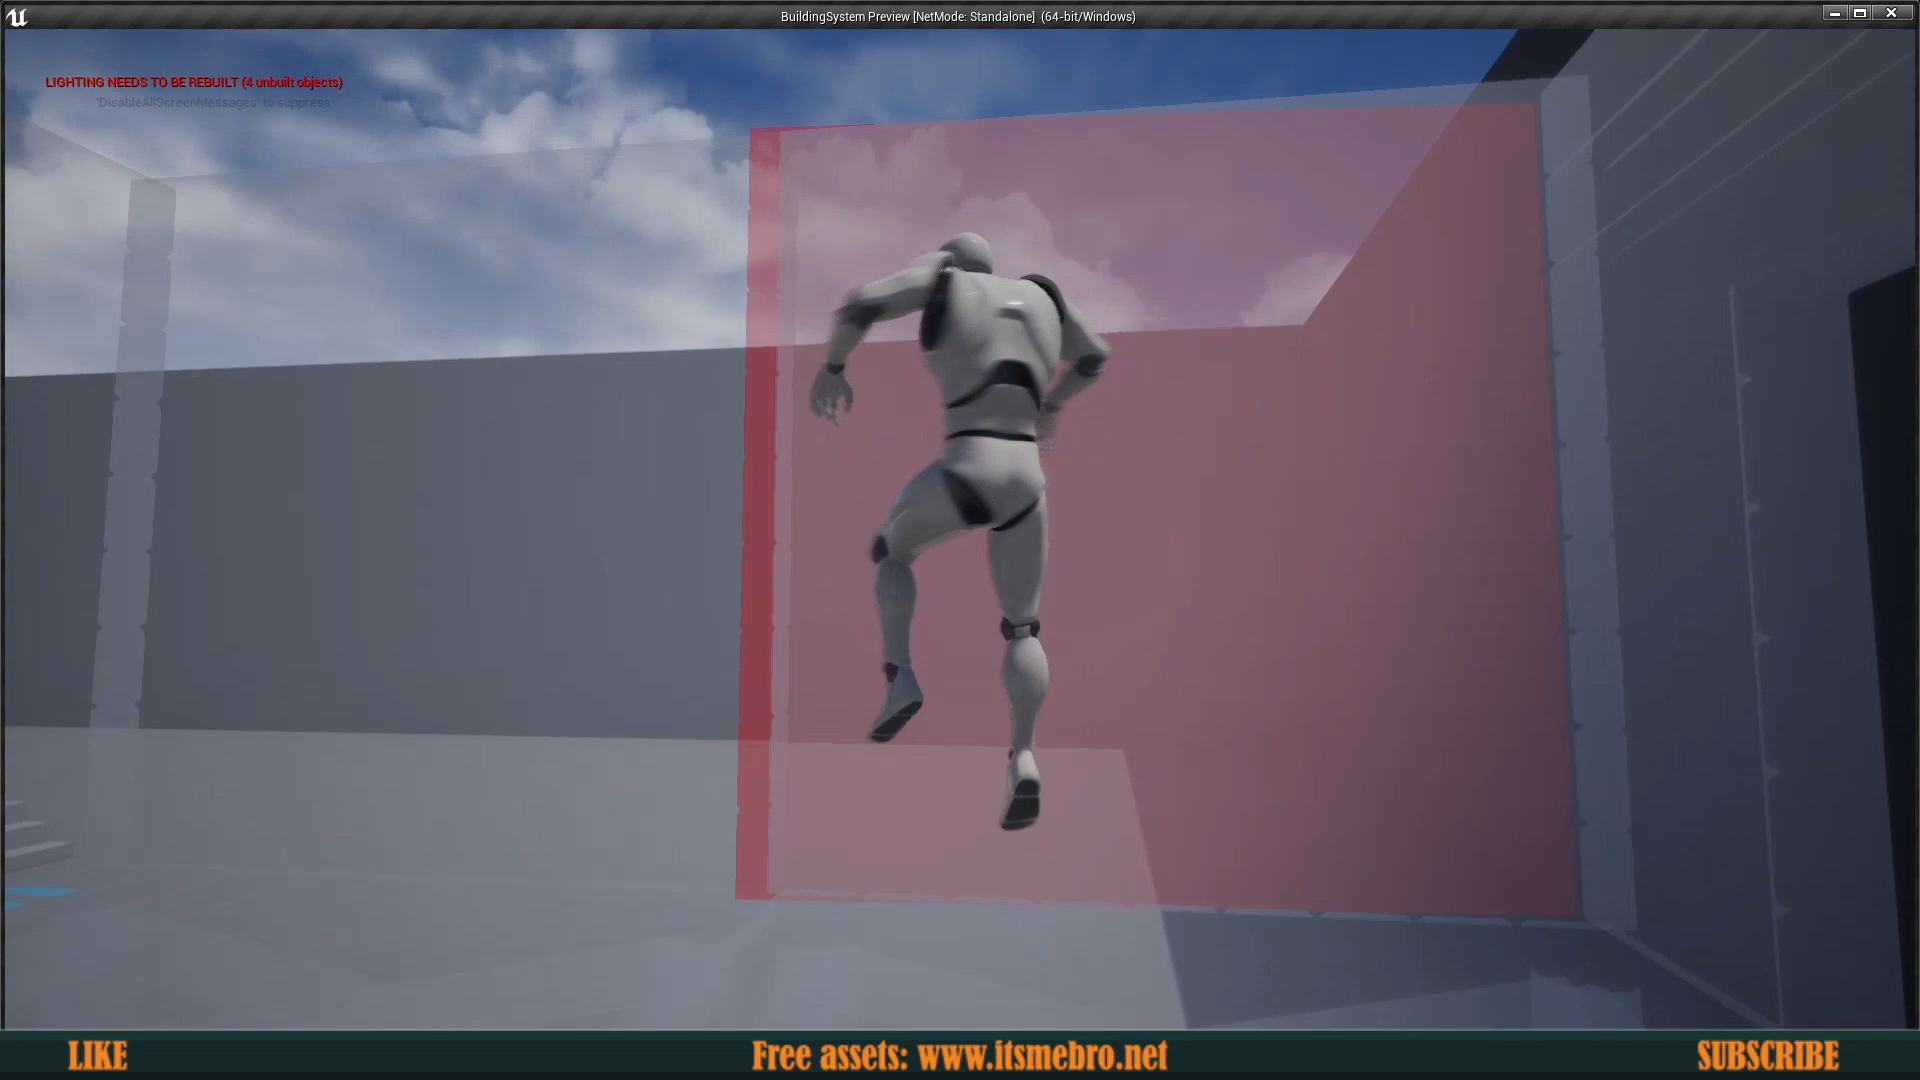 BuildingSystem Preview [NetMode: Standalone] (64-bit/Windows)
LIGHTING NEEDS TO BE REBUILT (4 unbuilt objects)
'DisableAllScreenMessages' to suppress
LIKE
Free assets: www.itsmebro.net
SUBSCRIBE